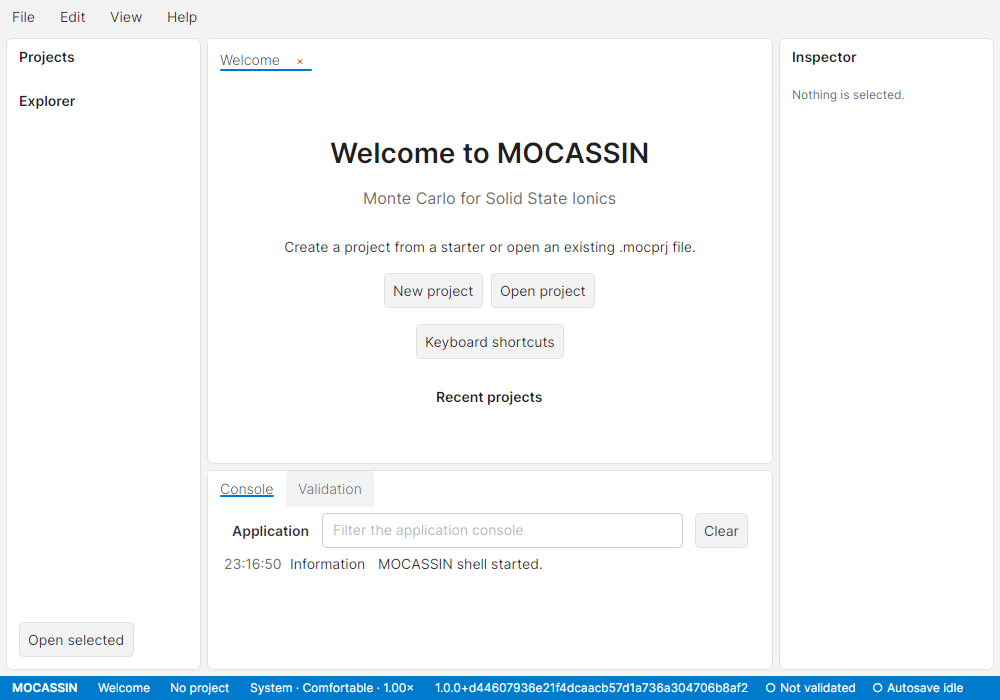 File Edit View Help
Projects
Explorer
Open selected
Welcome ×
Welcome to MOCASSIN
Monte Carlo for Solid State Ionics
Create a project from a starter or open an existing .mocprj file.
New project Open project
Keyboard shortcuts
Recent projects
Console Validation
Application Filter the application console Clear
23:16:50 Information MOCASSIN shell started.
Inspector
Nothing is selected.
MOCASSIN Welcome No project System · Comfortable · 1.00× 1.0.0+d44607936e21f4dcaacb57d1a736a304706b8af2 Not validated Autosave idle